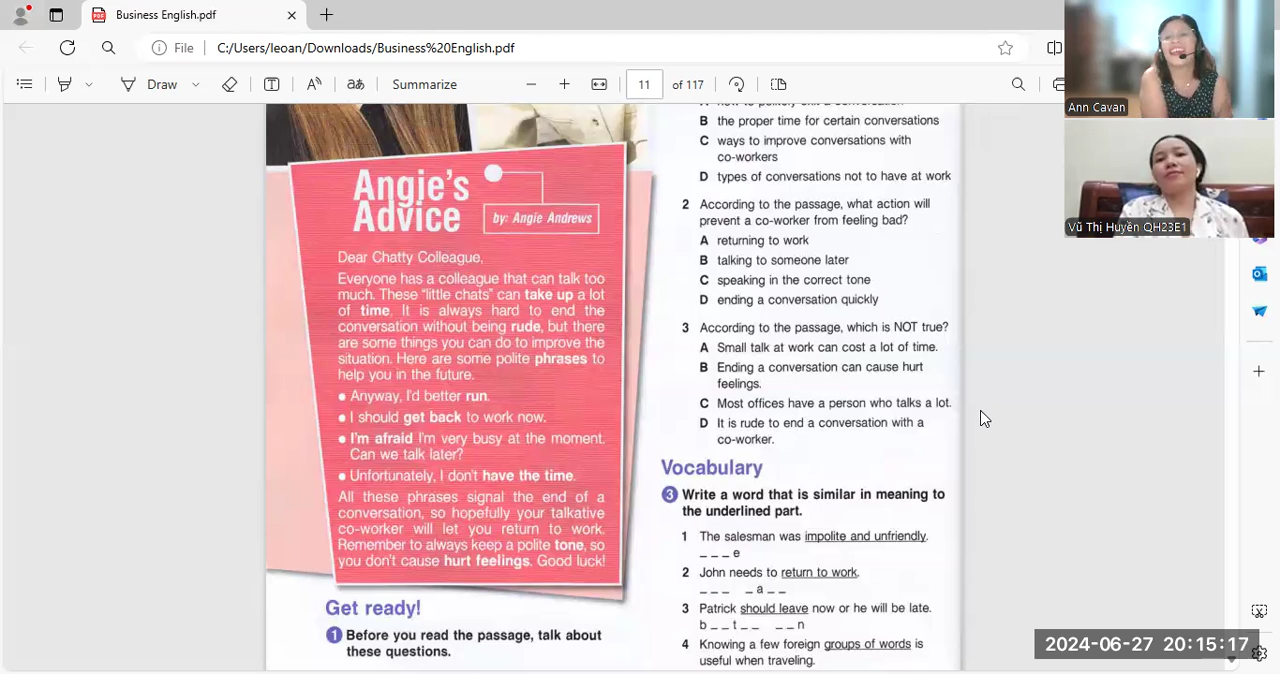 Business English.pdf
File
C:/Users/leoan/Downloads/Business%20English.pdf
Draw
Summarize
11 of 117
Ann Cavan
Vũ Thị Huyền QH23E1
Angie's
Advice
by: Angie Andrews
Dear Chatty Colleague,
Everyone has a colleague that can talk too
much. These “little chats” can take up a lot
of time. It is always hard to end the
conversation without being rude, but there
are some things you can do to improve the
situation. Here are some polite phrases to
help you in the future.
• Anyway, I'd better run.
• I should get back to work now.
• I'm afraid I'm very busy at the moment.
Can we talk later?
• Unfortunately, I don't have the time.
All these phrases signal the end of a
conversation, so hopefully your talkative
co-worker will let you return to work.
Remember to always keep a polite tone, so
you don't cause hurt feelings. Good luck!
Get ready!
1 Before you read the passage, talk about
these questions.
B the proper time for certain conversations
C ways to improve conversations with
co-workers
D types of conversations not to have at work
2 According to the passage, what action will
prevent a co-worker from feeling bad?
A returning to work
B talking to someone later
C speaking in the correct tone
D ending a conversation quickly
3 According to the passage, which is NOT true?
A Small talk at work can cost a lot of time.
B Ending a conversation can cause hurt
feelings.
C Most offices have a person who talks a lot.
D It is rude to end a conversation with a
co-worker.
Vocabulary
3 Write a word that is similar in meaning to
the underlined part.
1 The salesman was impolite and unfriendly.
_ _ _ e
2 John needs to return to work.
_ _ _ _ a _ _
3 Patrick should leave now or he will be late.
b _ _ t _ _ _ _ n
4 Knowing a few foreign groups of words is
useful when traveling.
2024-06-27 20:15:17